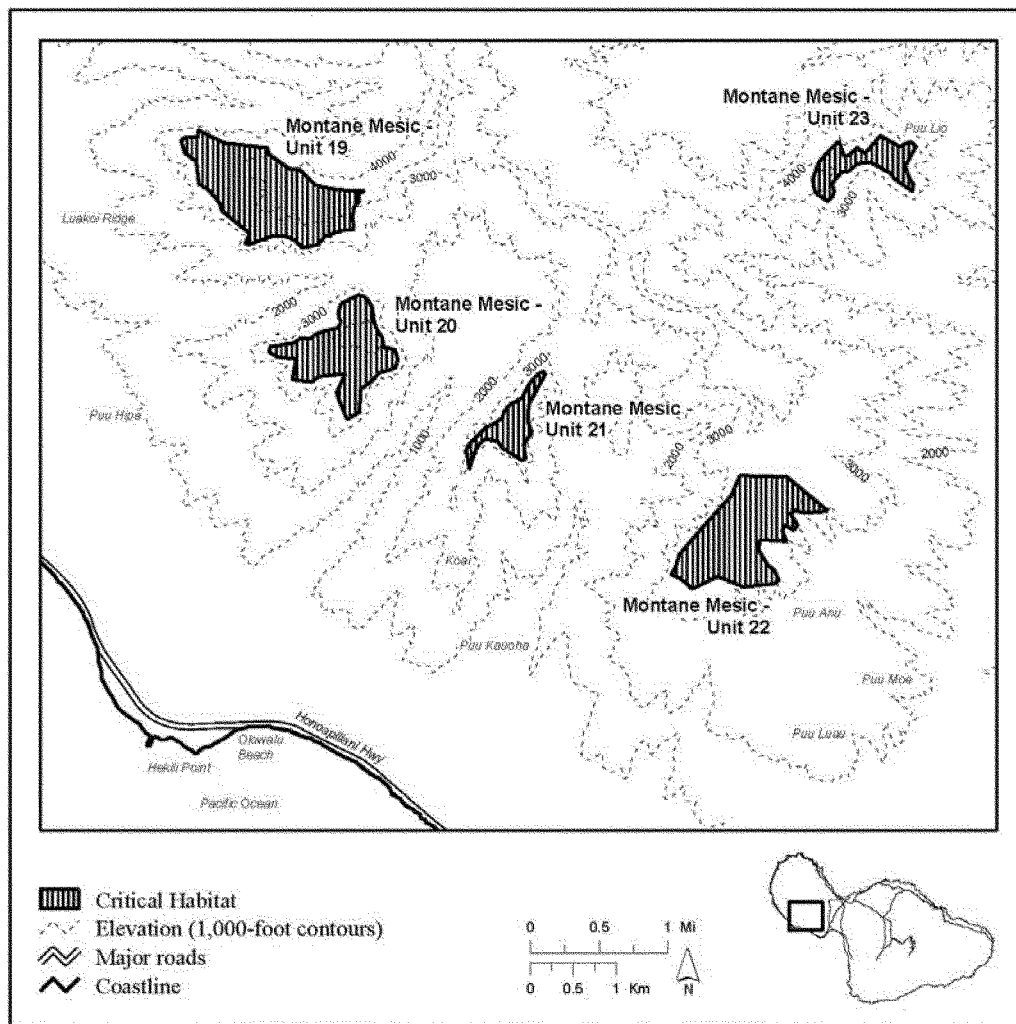 Montane Mesic -
Unit 23
Puu Lio
Montane Mesic -
Unit 19
4000
3000
4000
3000
Luakoi Ridge
2000
3000
Montane Mesic -
Unit 20
3000
2000
Montane Mesic -
Unit 21
Puu Hipa
1000
3000
2000
3000
2000
Koai
Montane Mesic -
Unit 22
Puu Anu
Puu Kauoha
Puu Moe
Puu Luau
Honoapiilani Hwy
Olowalu
Beach
Hekili Point
Pacific Ocean
Critical Habitat
Elevation (1,000-foot contours)
Major roads
Coastline
0 0.5 1 Mi
0 0.5 1 Km
N